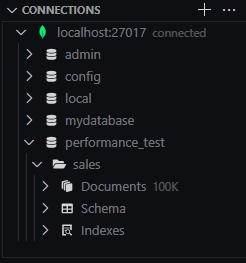 CONNECTIONS
localhost:27017 connected
admin
config
local
mydatabase
performance_test
sales
Documents 100K
Schema
Indexes